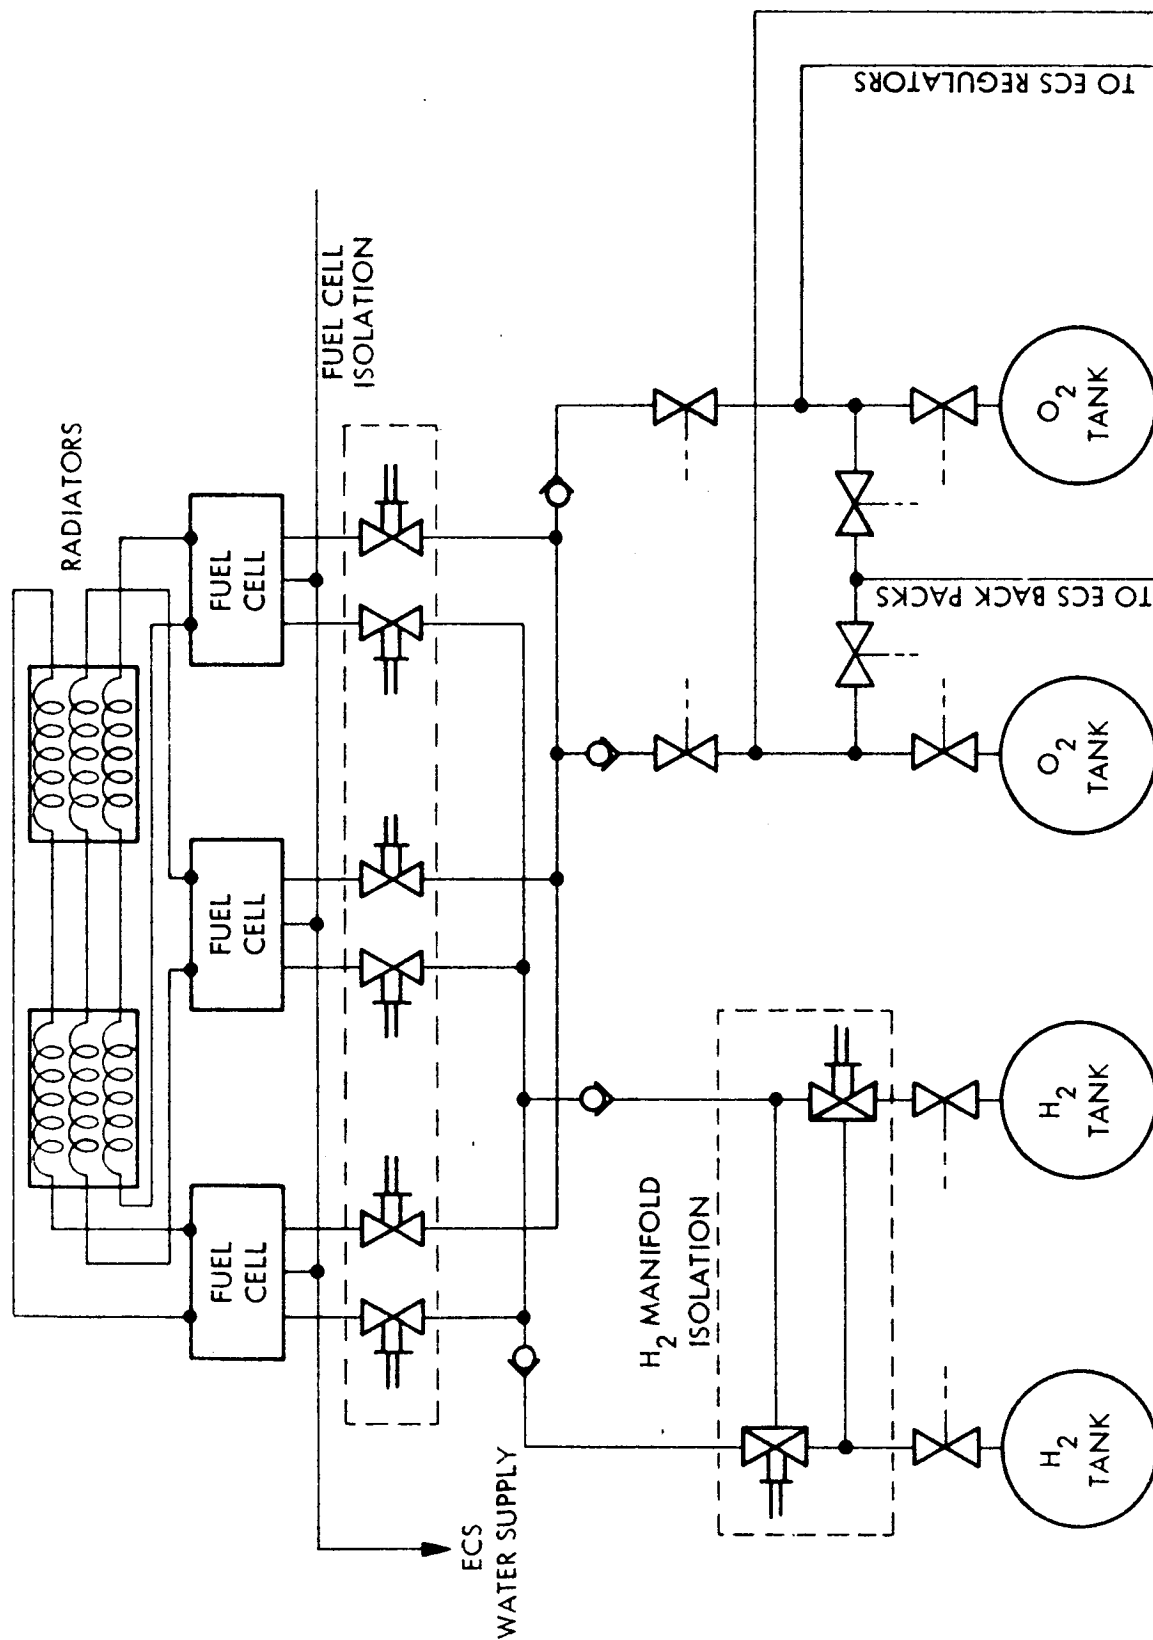 RADIATORS
FUEL
CELL
FUEL
CELL
FUEL
CELL
FUEL CELL
ISOLATION
ECS
WATER SUPPLY
H2 MANIFOLD
ISOLATION
H2
TANK
H2
TANK
O2
TANK
O2
TANK
TO ECS BACK PACKS
TO ECS REGULATORS